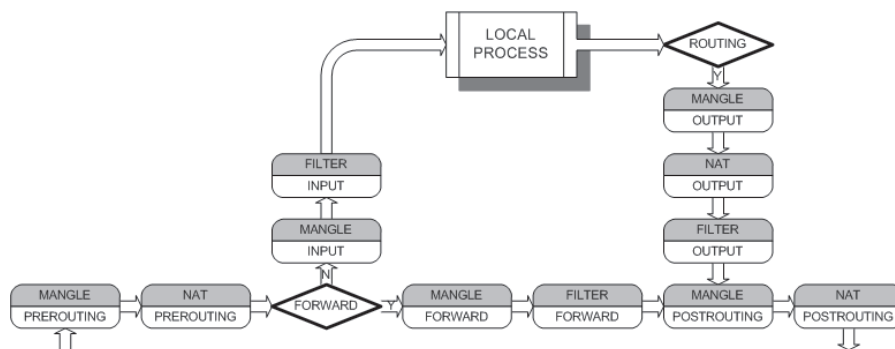 LOCAL
PROCESS
ROUTING
Y
MANGLE
OUTPUT
FILTER
INPUT
NAT
OUTPUT
MANGLE
INPUT
FILTER
OUTPUT
N
MANGLE
PREROUTING
NAT
PREROUTING
FORWARD
Y
MANGLE
FORWARD
FILTER
FORWARD
MANGLE
POSTROUTING
NAT
POSTROUTING